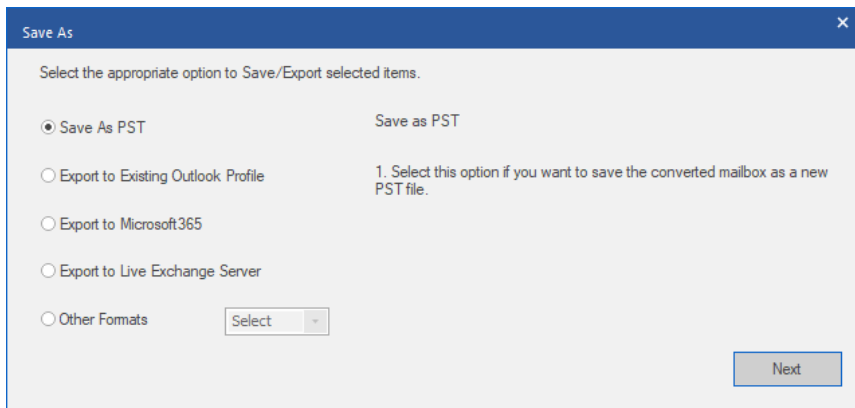 Save As
Select the appropriate option to Save/Export selected items.
Save As PST
Save as PST
Export to Existing Outlook Profile
1. Select this option if you want to save the converted mailbox as a new
PST file.
Export to Microsoft365
Export to Live Exchange Server
Other Formats
Select
Next